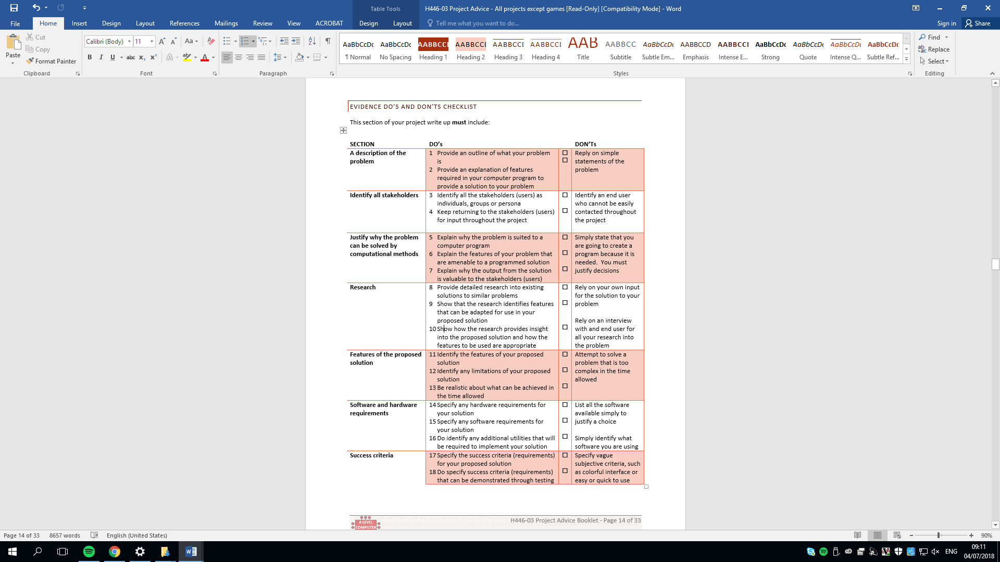 Table Tools
H446-03 Project Advice - All projects except games [Read-Only] [Compatibility Mode] - Word
File Home Insert Design Layout References Mailings Review View ACROBAT Design Layout Tell me what you want to do... Sign in Share
Paste
Cut
Copy
Format Painter
Clipboard
Calibri (Body) 11
Font
Paragraph
AaBbCcDc AaBbCcDc AABBCCI AABBCCI AABBCCI AABBCCI AAB AABBCC AaBbCcDc AABBCCD AABBCCI AaBbCcDc AaBbCcDc AaBbCcDc AaBbCcDc
¶ Normal No Spacing Heading 1 Heading 2 Heading 3 Heading 4 Title Subtitle Subtle Em... Emphasis Intense E... Strong Quote Intense Q... Subtle Ref...
Styles
Find
Replace
Select
Editing
EVIDENCE DO'S AND DON'TS CHECKLIST
This section of your project write up must include:
SECTION DO's DON'Ts
A description of the
problem
1 Provide an outline of what your problem
is
2 Provide an explanation of features
required in your computer program to
provide a solution to your problem
Reply on simple
statements of the
problem
Identify all stakeholders
3 Identify all the stakeholders (users) as
individuals, groups or persona
4 Keep returning to the stakeholders (users)
for input throughout the project
Identify an end user
who cannot be easily
contacted throughout
the project
Justify why the problem
can be solved by
computational methods
5 Explain why the problem is suited to a
computer program
6 Explain the features of your problem that
are amenable to a programmed solution
7 Explain why the output from the solution
is valuable to the stakeholders (users)
Simply state that you
are going to create a
program because it is
needed. You must
justify decisions
Research
8 Provide detailed research into existing
solutions to similar problems
9 Show that the research identifies features
that can be adapted for use in your
proposed solution
10 Show how the research provides insight
into the proposed solution and how the
features to be used are appropriate
Rely on your own input
for the solution to your
problem
Rely on an interview
with and end user for
all your research into
the problem
Features of the proposed
solution
11 Identify the features of your proposed
solution
12 Identify any limitations of your proposed
solution
13 Be realistic about what can be achieved in
the time allowed
Attempt to solve a
problem that is too
complex in the time
allowed
Software and hardware
requirements
14 Specify any hardware requirements for
your solution
15 Specify any software requirements for
your solution
16 Do identify any additional utilities that will
be required to implement your solution
List all the software
available simply to
justify a choice
Simply identify what
software you are using
Success criteria
17 Specify the success criteria (requirements)
for your proposed solution
18 Do specify success criteria (requirements)
that can be demonstrated through testing
Specify vague
subjective criteria, such
as colorful interface or
easy or quick to use
A LEVEL
COMPUTER
H446-03 Project Advice Booklet - Page 14 of 33
Page 14 of 33 8657 words English (United States) 90%
ENG
09:11
04/07/2018